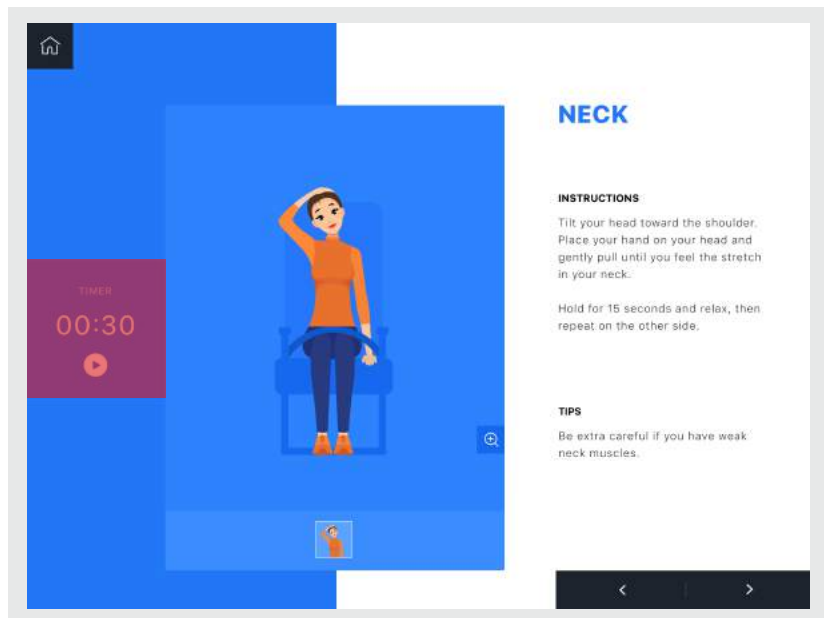 NECK
INSTRUCTIONS
Tilt your head toward the shoulder.
Place your hand on your head and
gently pull until you feel the stretch
in your neck.
Hold for 15 seconds and relax, then
repeat on the other side.
TIMER
00:30
TIPS
Be extra careful if you have weak
neck muscles.